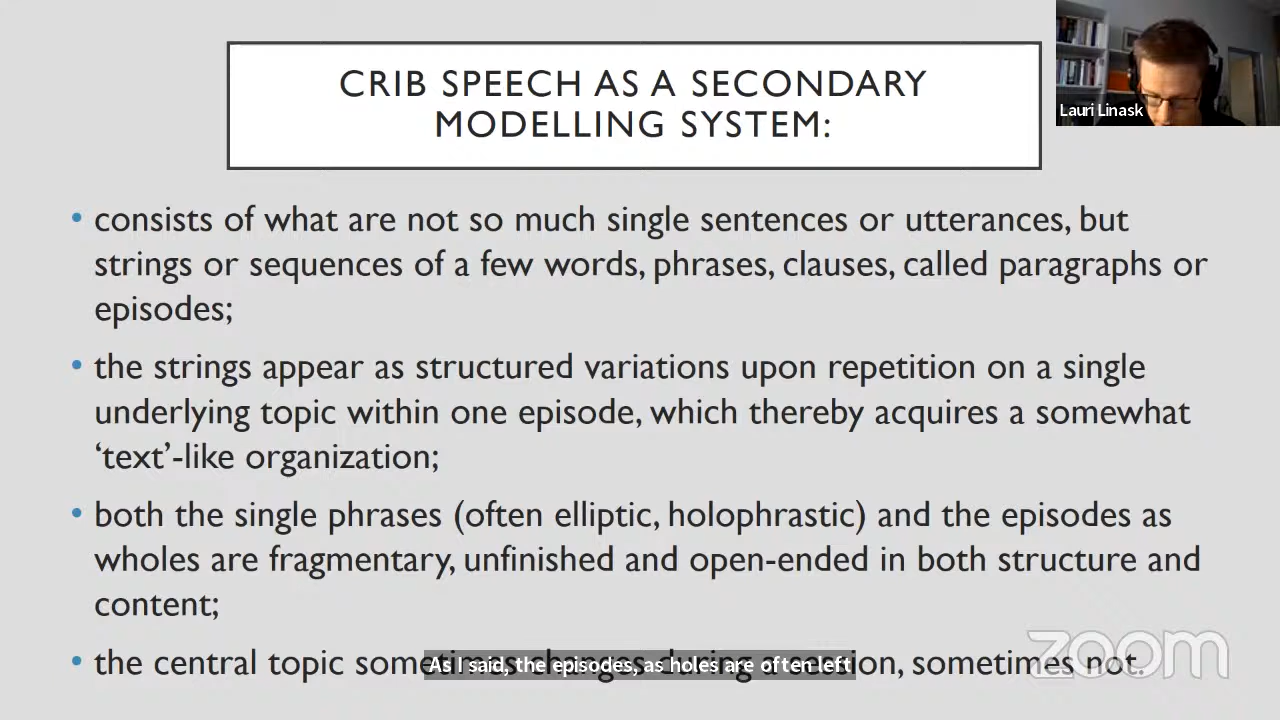 CRIB SPEECH AS A SECONDARY
MODELLING SYSTEM:
Lauri Linask
consists of what are not so much single sentences or utterances, but
strings or sequences of a few words, phrases, clauses, called paragraphs or
episodes;
the strings appear as structured variations upon repetition on a single
underlying topic within one episode, which thereby acquires a somewhat
‘text’-like organization;
both the single phrases (often elliptic, holophrastic) and the episodes as
wholes are fragmentary, unfinished and open-ended in both structure and
content;
the central topic sometimes changes during a session, sometimes not.
As I said, the episodes, as holes are often left
zoom